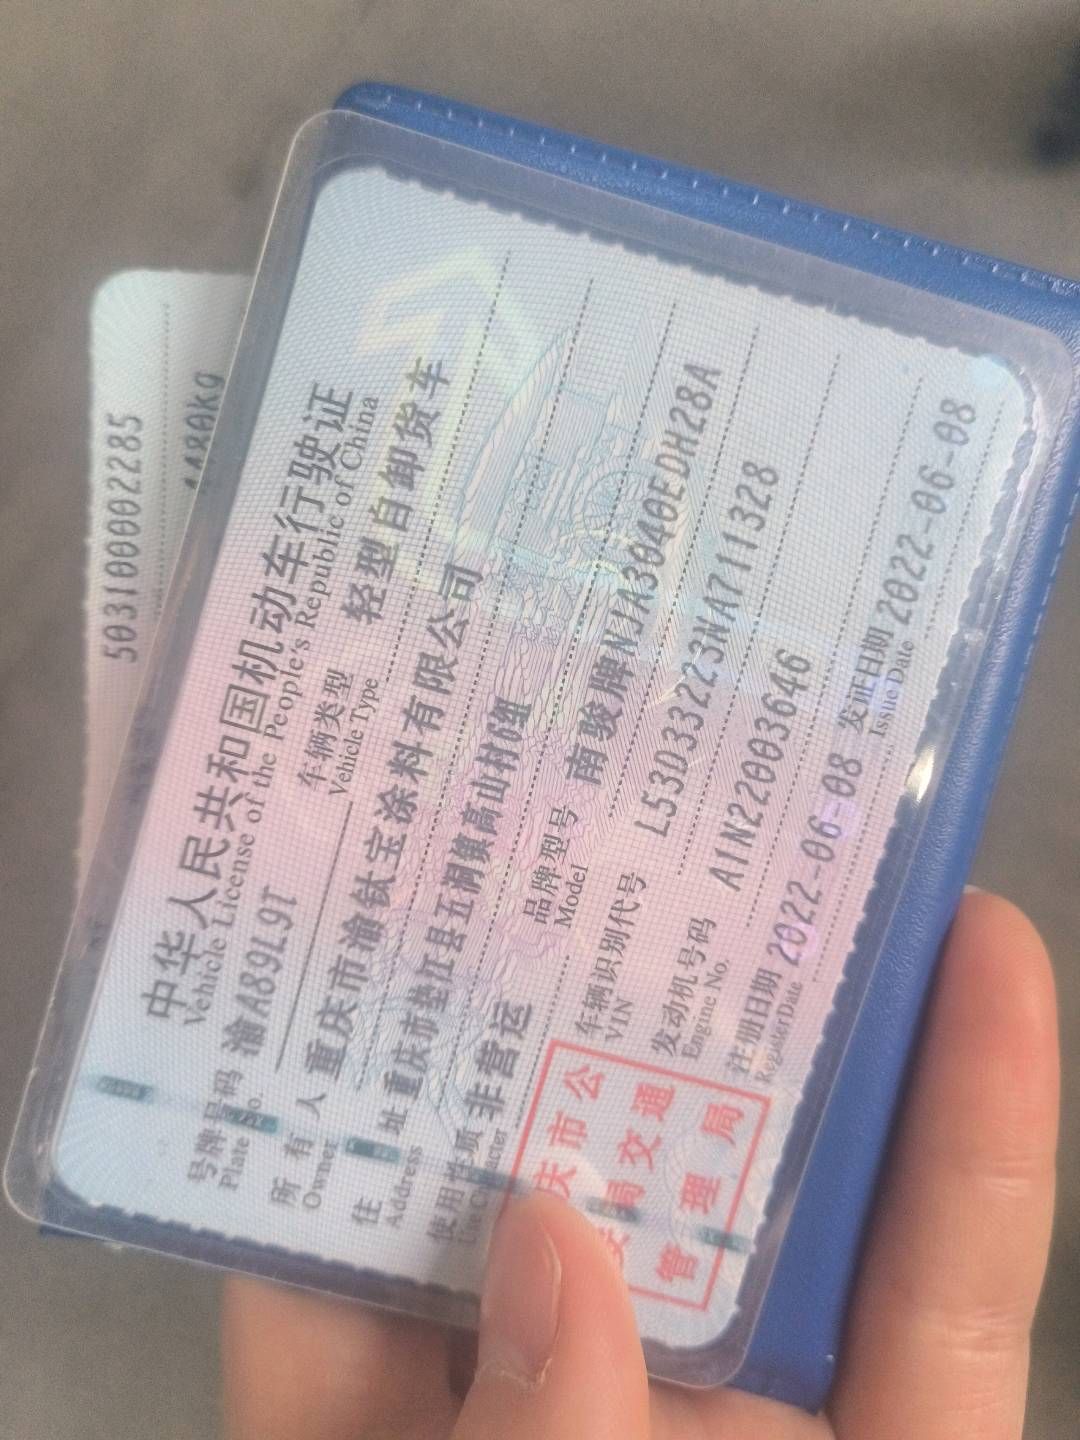 中华人民共和国机动车行驶证
Vehicle License of the People's Republic of China
号牌号码 渝A89L9T 车辆类型 轻型自卸货车
Plate No. Vehicle Type
所有人 重庆市渝钛宝涂料有限公司
Owner
住址 重庆市垫江县五洞镇高山村6组
Address
使用性质 非营运 品牌型号 南骏牌NJA3040EDH28A
Use Character Model
车辆识别代号 L53D33223NA711328
VIN
发动机号码 A1N22003646
Engine No.
注册日期 2022-06-08 发证日期 2022-06-08
Register Date Issue Date
庆市公
局交通
管理局
503100002285
4480kg